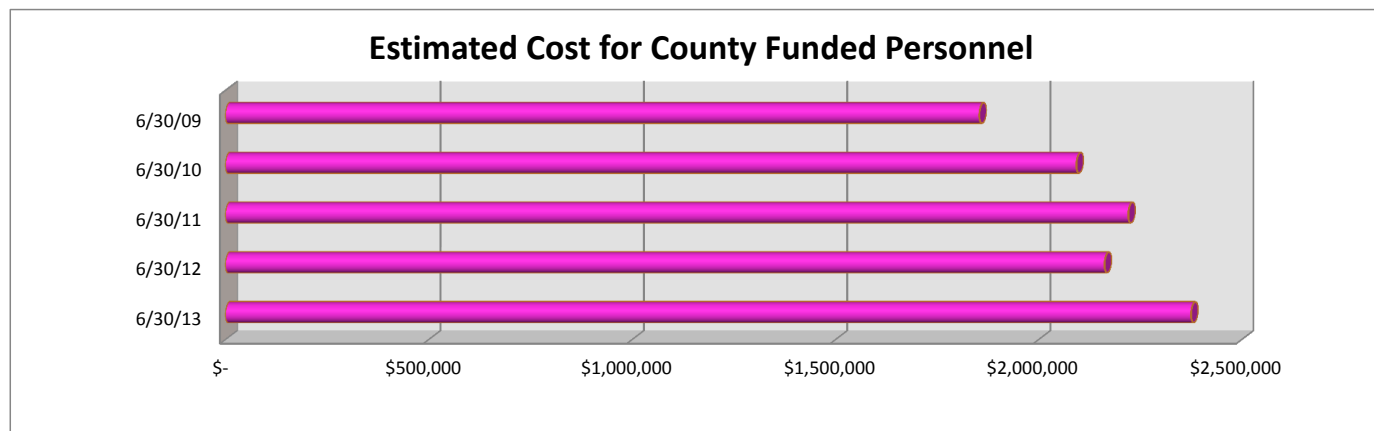 Estimated Cost for County Funded Personnel
6/30/09
6/30/10
6/30/11
6/30/12
6/30/13
$- $500,000 $1,000,000 $1,500,000 $2,000,000 $2,500,000